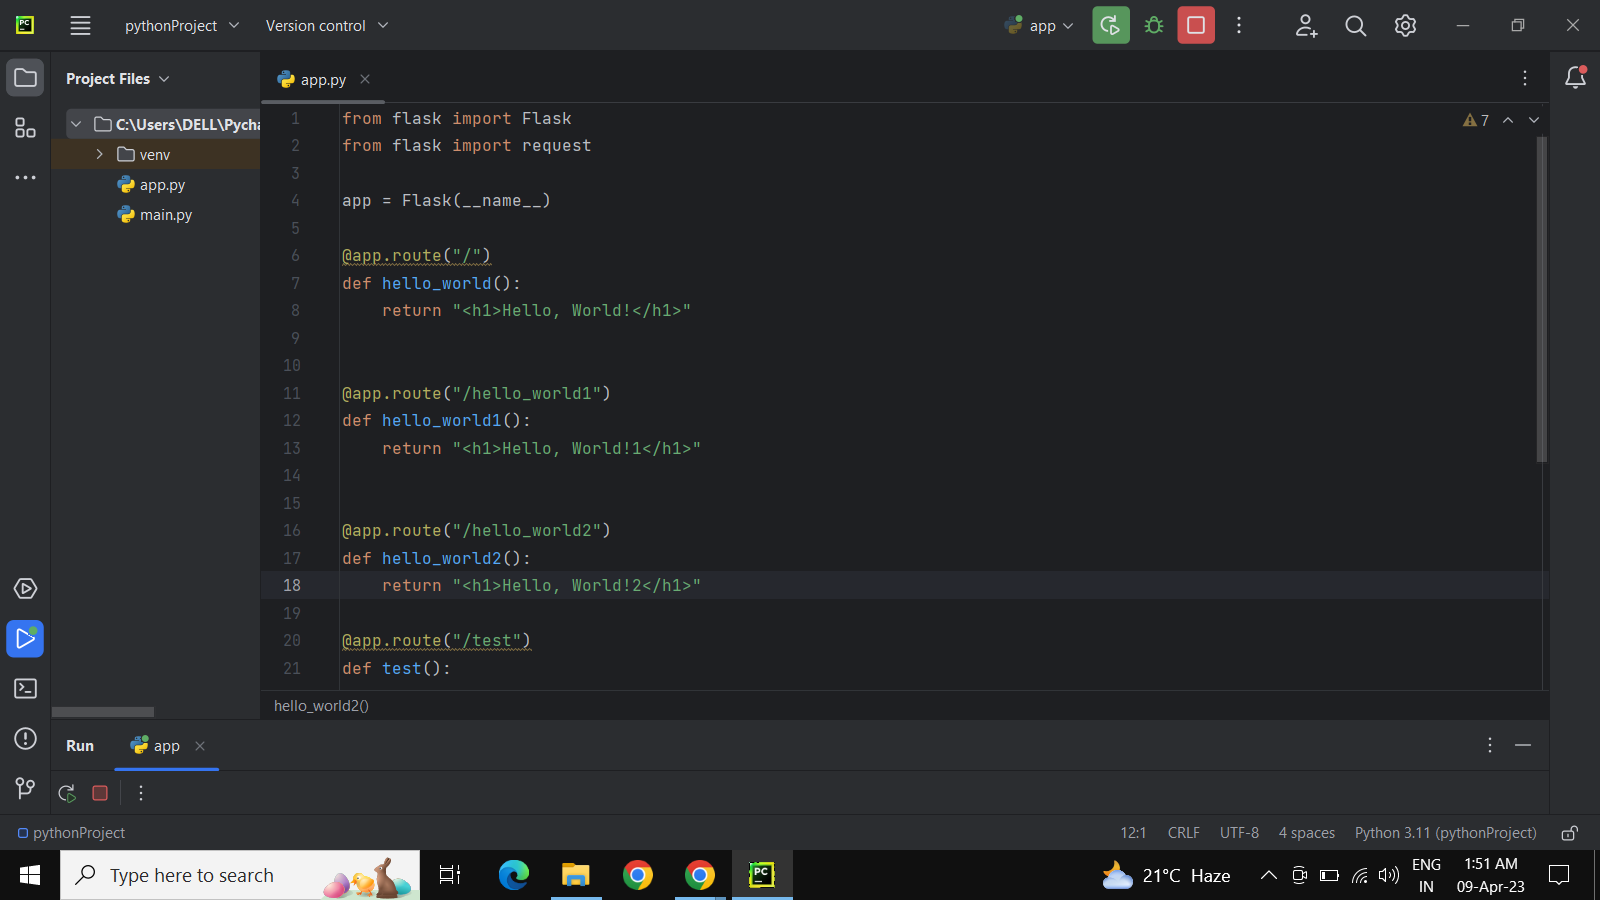 PC
pythonProject
Version control
app
Project Files
app.py
C:\Users\DELL\Pycha
venv
app.py
main.py
1 from flask import Flask
2 from flask import request
3
4 app = Flask(__name__)
5
6 @app.route("/")
7 def hello_world():
8 return "<h1>Hello, World!</h1>"
9
10
11 @app.route("/hello_world1")
12 def hello_world1():
13 return "<h1>Hello, World!1</h1>"
14
15
16 @app.route("/hello_world2")
17 def hello_world2():
18 return "<h1>Hello, World!2</h1>"
19
20 @app.route("/test")
21 def test():
7
hello_world2()
Run
app
pythonProject
12:1 CRLF UTF-8 4 spaces Python 3.11 (pythonProject)
Type here to search
PC
21°C Haze
ENG
IN
1:51 AM
09-Apr-23